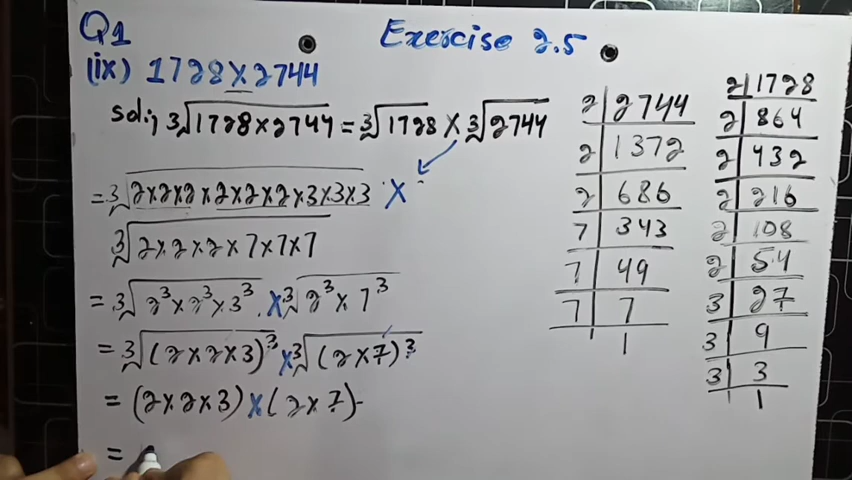 Q1
Exercise 2.5
(ix) 1728×2744
Sol:, ∛1728×2744 = ∛1728 × ∛2744
= ∛2×2×2×2×2×2×3×3×3 ×
∛2×2×2×7×7×7
= ∛2³×2³×3³ × ∛2³×7³
= ∛(2×2×3)³ × ∛(2×7)³
= (2×2×3) × (2×7)
=
2 | 2744
2 | 1372
2 | 686
7 | 343
7 | 49
7 | 7
1
2 | 1728
2 | 864
2 | 432
2 | 216
2 | 108
2 | 54
3 | 27
3 | 9
3 | 3
1